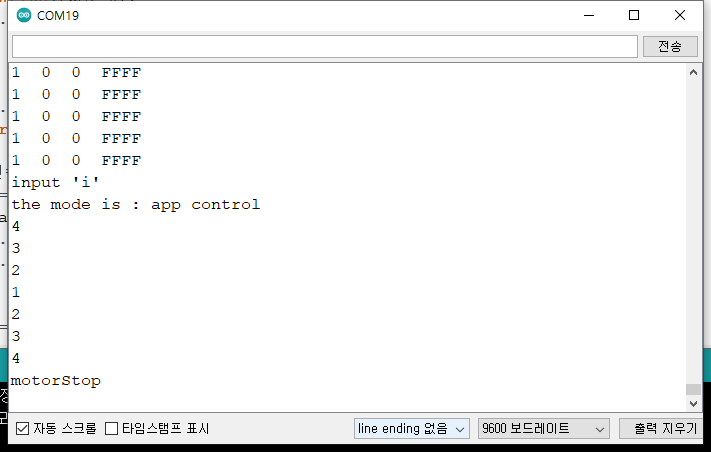 COM19
전송
1 0 0 FFFF
1 0 0 FFFF
1 0 0 FFFF
1 0 0 FFFF
1 0 0 FFFF
input 'i'
the mode is : app control
4
3
2
1
2
3
4
motorStop
자동 스크롤 타임스탬프 표시 line ending 없음 9600 보드레이트 출력 지우기